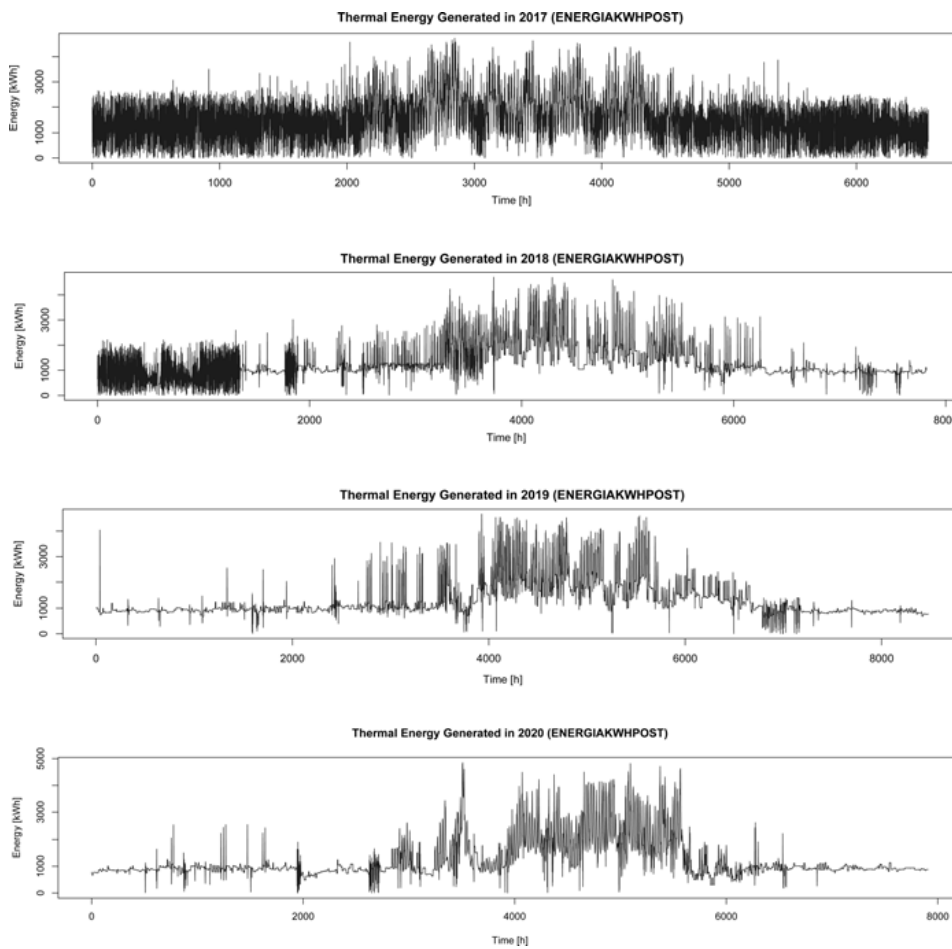 Thermal Energy Generated in 2017 (ENERGIAKWHPOST)
Energy [kWh]
3000
1000
0
0 1000 2000 3000 4000 5000 6000
Time [h]
Thermal Energy Generated in 2018 (ENERGIAKWHPOST)
Energy [kWh]
3000
1000
0
0 2000 4000 6000 800
Time [h]
Thermal Energy Generated in 2019 (ENERGIAKWHPOST)
Energy [kWh]
3000
1000
0
0 2000 4000 6000 8000
Time [h]
Thermal Energy Generated in 2020 (ENERGIAKWHPOST)
Energy [kWh]
5000
3000
1000
0
0 2000 4000 6000 8000
Time [h]